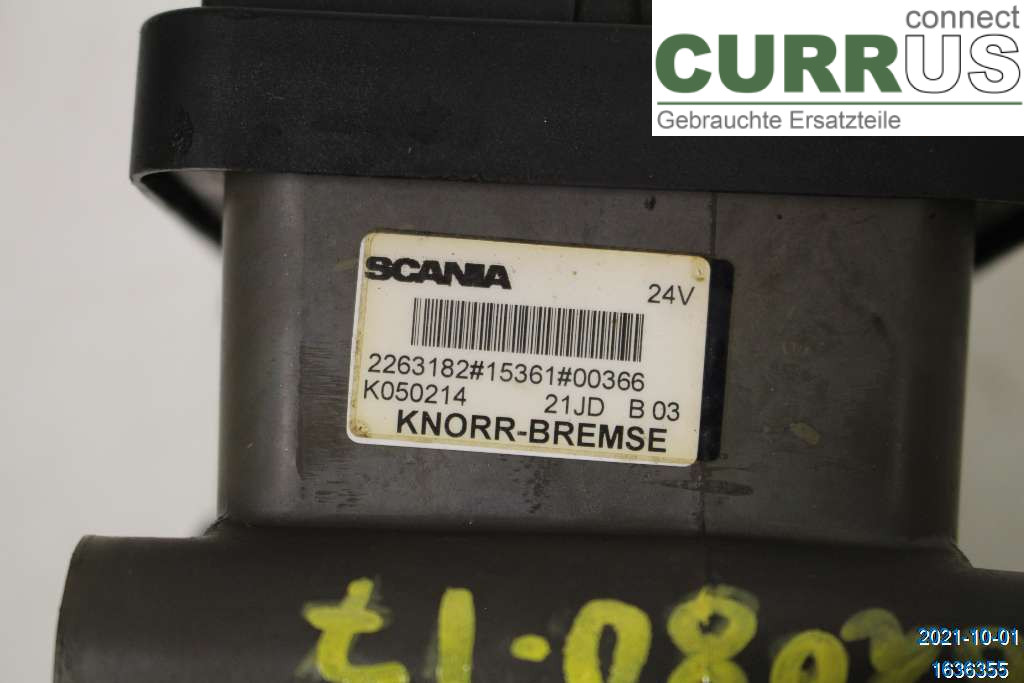 connect
CURRUS
Gebrauchte Ersatzteile
SCANIA
24V
2263182#15361#00366
K050214 21JD B 03
KNORR-BREMSE
2021-10-01
1636355